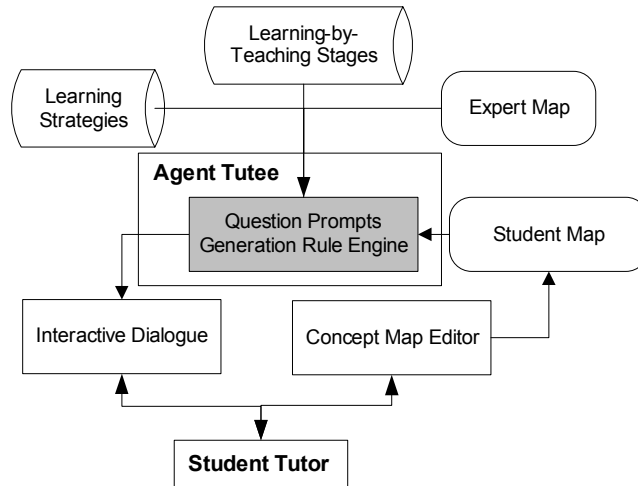 Learning-by-
Teaching Stages
Learning
Strategies
Expert Map
Agent Tutee
Question Prompts
Generation Rule Engine
Student Map
Interactive Dialogue
Concept Map Editor
Student Tutor